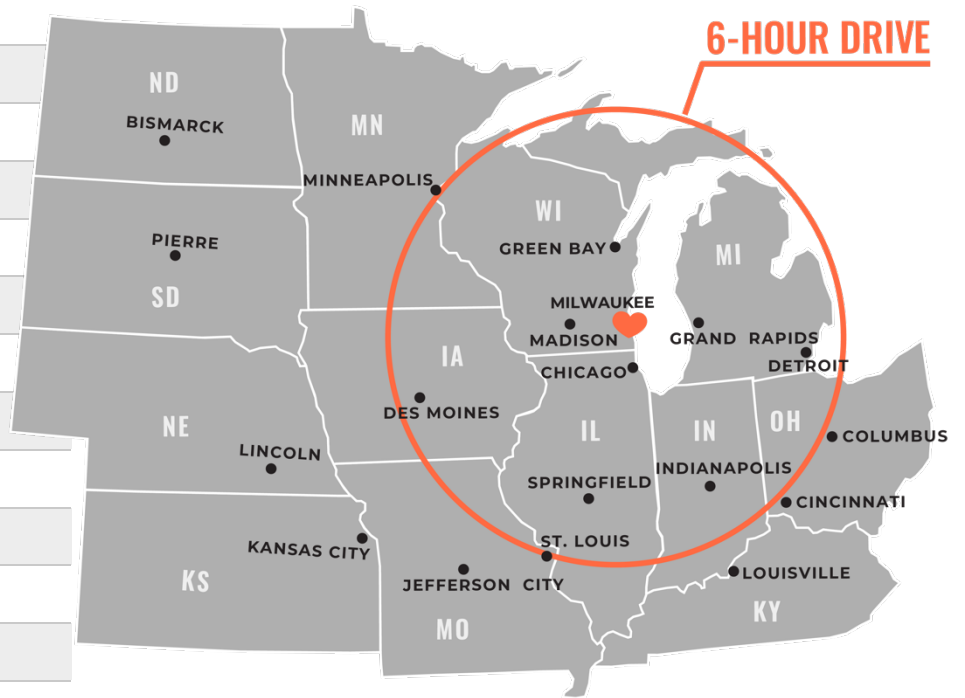 6-HOUR DRIVE
ND
BISMARCK
MN
MINNEAPOLIS
WI
PIERRE
GREEN BAY
MI
SD
MILWAUKEE
MADISON
GRAND RAPIDS
IA
CHICAGO
DETROIT
DES MOINES
NE
IL
IN
OH
COLUMBUS
LINCOLN
INDIANAPOLIS
SPRINGFIELD
CINCINNATI
ST. LOUIS
KANSAS CITY
JEFFERSON CITY
LOUISVILLE
KS
MO
KY